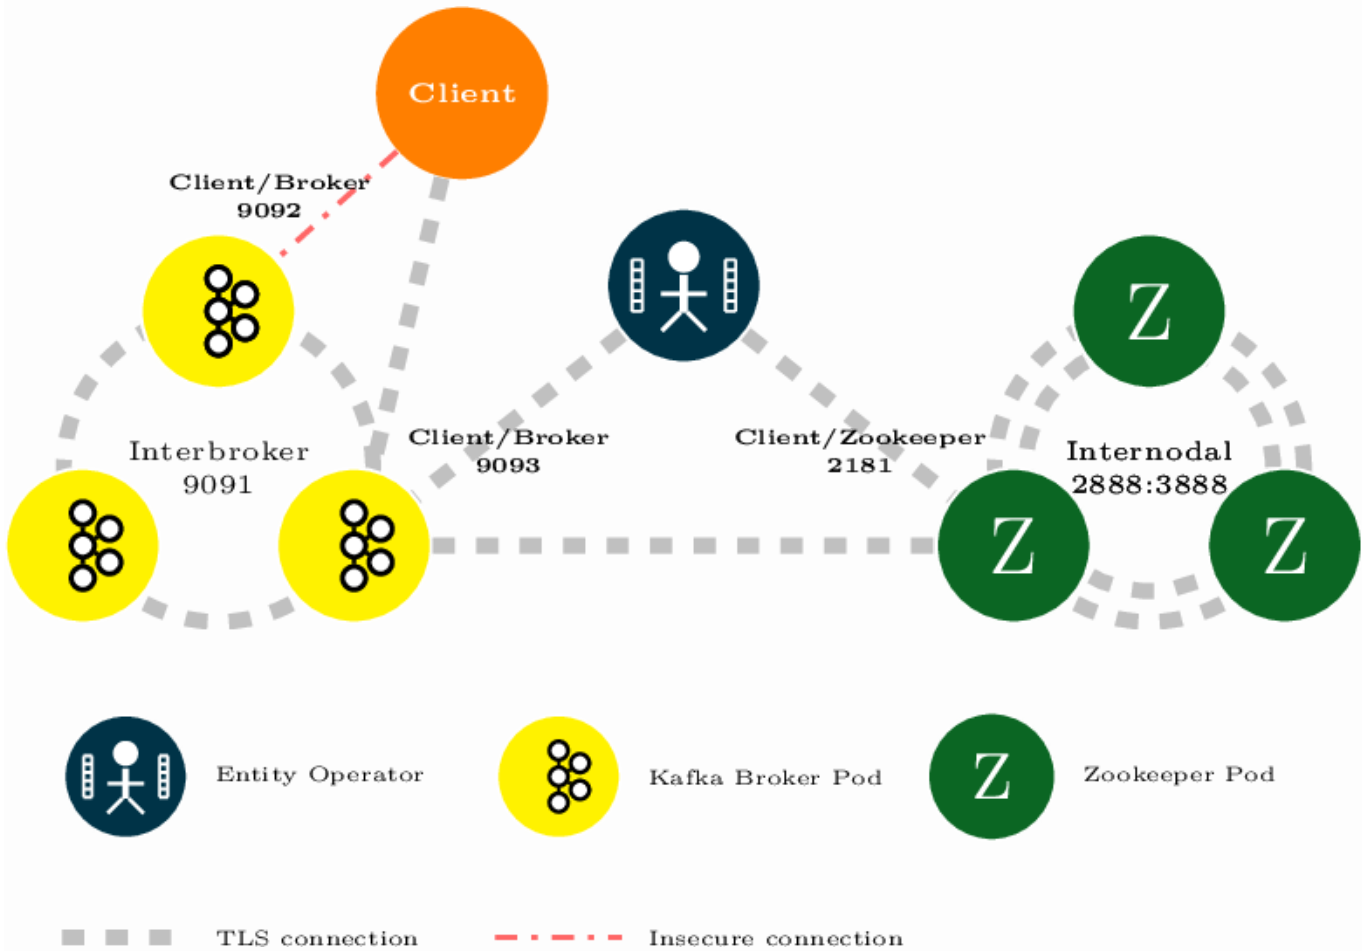 Client
Client/Broker
9092
Z
Client/Broker
9093
Client/Zookeeper
2181
Interbroker
9091
Internodal
2888:3888
Z
Z
Entity Operator
Kafka Broker Pod
Z
Zookeeper Pod
TLS connection
Insecure connection